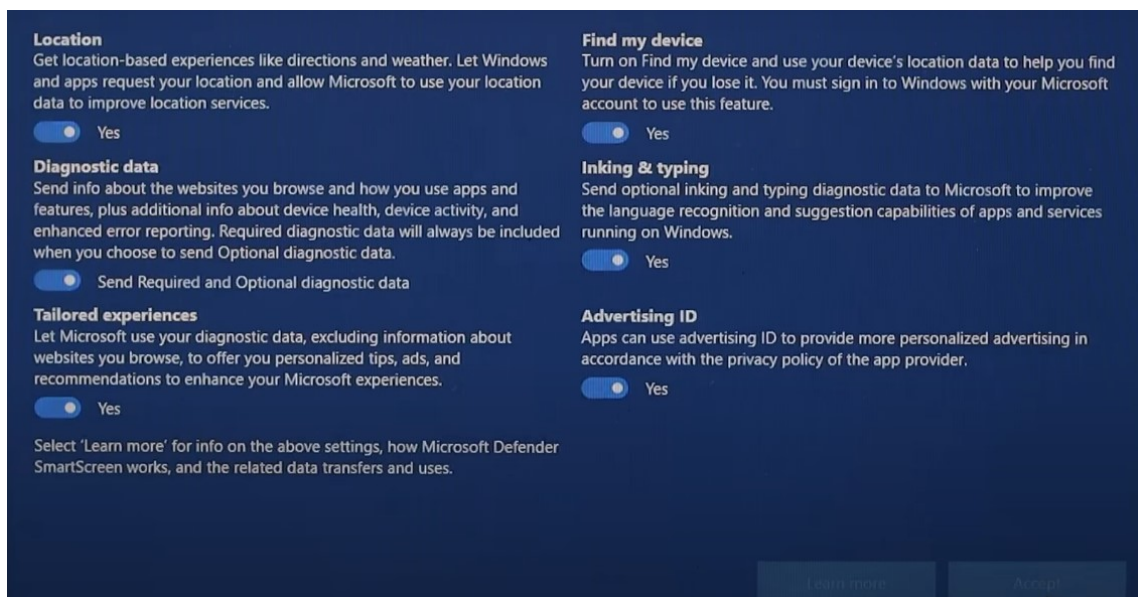 Location
Get location-based experiences like directions and weather. Let Windows
and apps request your location and allow Microsoft to use your location
data to improve location services.
Yes
Diagnostic data
Send info about the websites you browse and how you use apps and
features, plus additional info about device health, device activity, and
enhanced error reporting. Required diagnostic data will always be included
when you choose to send Optional diagnostic data.
Send Required and Optional diagnostic data
Tailored experiences
Let Microsoft use your diagnostic data, excluding information about
websites you browse, to offer you personalized tips, ads, and
recommendations to enhance your Microsoft experiences.
Yes
Select 'Learn more' for info on the above settings, how Microsoft Defender
SmartScreen works, and the related data transfers and uses.
Find my device
Turn on Find my device and use your device's location data to help you find
your device if you lose it. You must sign in to Windows with your Microsoft
account to use this feature.
Yes
Inking & typing
Send optional inking and typing diagnostic data to Microsoft to improve
the language recognition and suggestion capabilities of apps and services
running on Windows.
Yes
Advertising ID
Apps can use advertising ID to provide more personalized advertising in
accordance with the privacy policy of the app provider.
Yes
Learn more
Accept